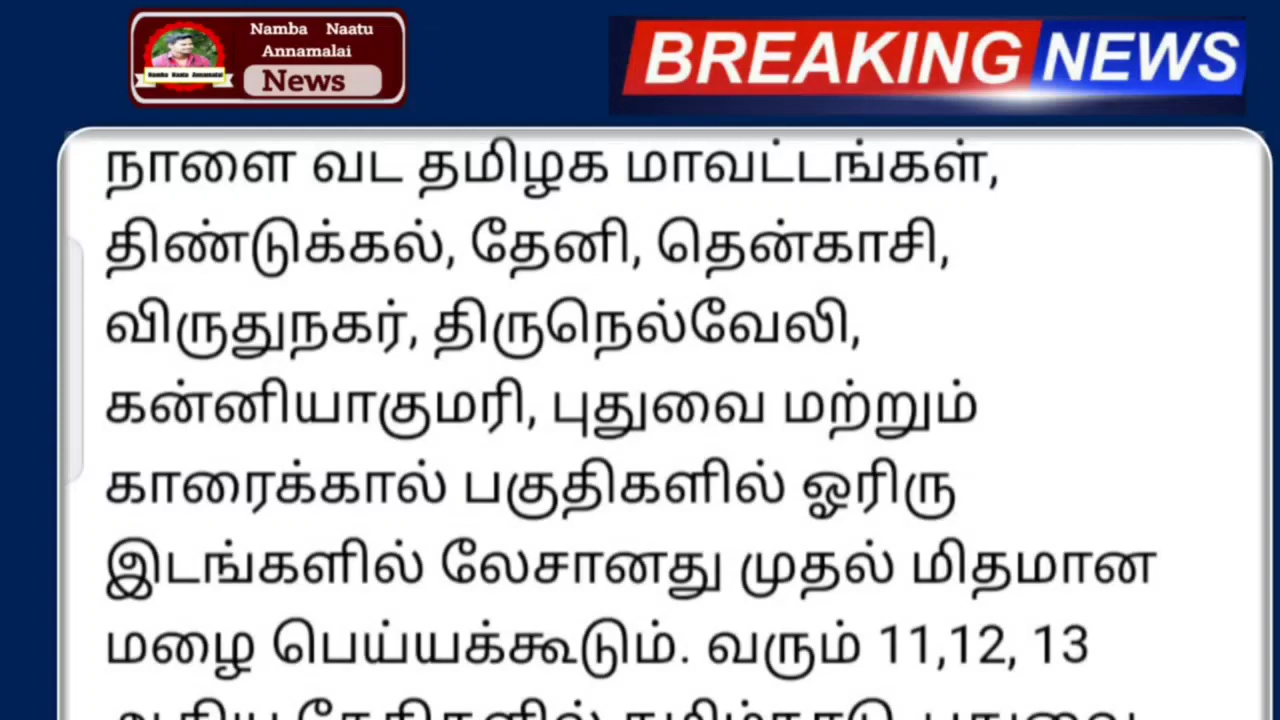 Namba Naatu
Annamalai
News
BREAKING NEWS
நாளை வட தமிழக மாவட்டங்கள்,
திண்டுக்கல், தேனி, தென்காசி,
விருதுநகர், திருநெல்வேலி,
கன்னியாகுமரி, புதுவை மற்றும்
காரைக்கால் பகுதிகளில் ஓரிரு
இடங்களில் லேசானது முதல் மிதமான
மழை பெய்யக்கூடும். வரும் 11,12, 13